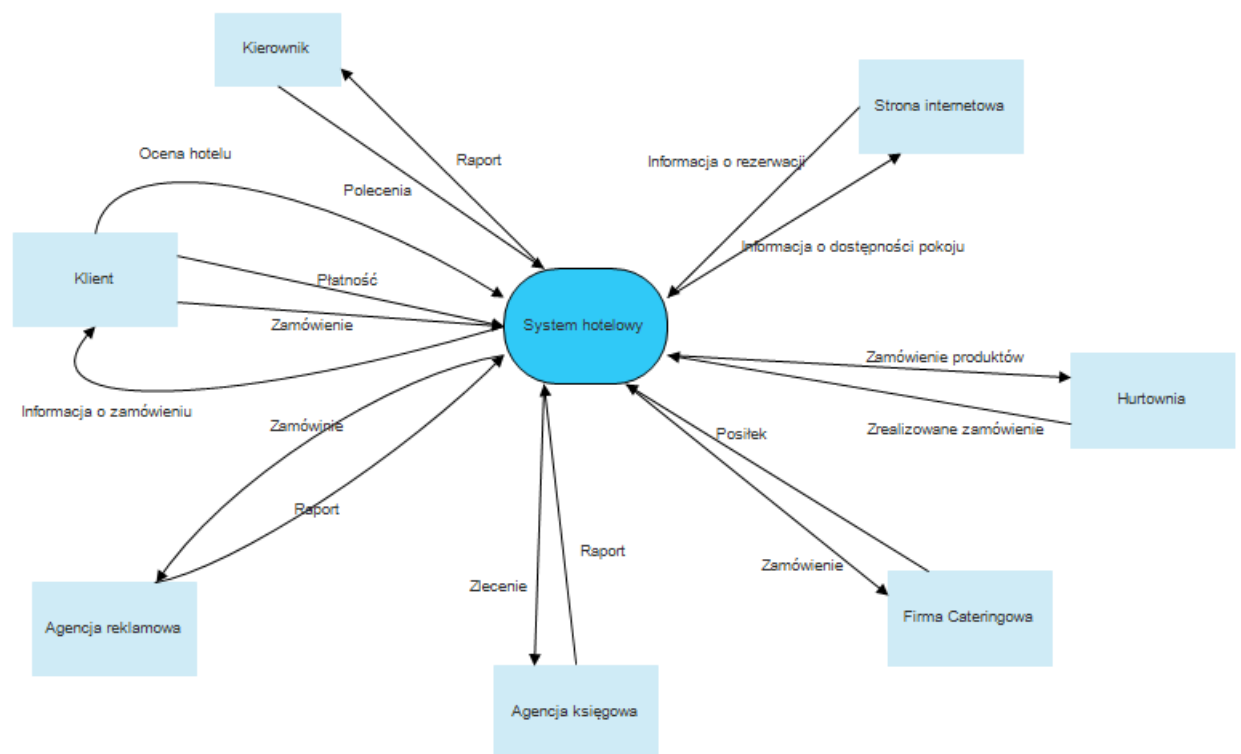 Kierownik
Strona internetowa
Ocena hotelu
Raport
Informacja o rezerwacji
Polecenia
Informacja o dostępności pokoju
Klient
Płatność
Zamówienie
System hotelowy
Zamówienie produktów
Hurtownia
Informacja o zamówieniu
Zamówinie
Posiłek
Zrealizowane zamówienie
Raport
Raport
Zlecenie
Zamówienie
Agencja reklamowa
Firma Cateringowa
Agencja księgowa